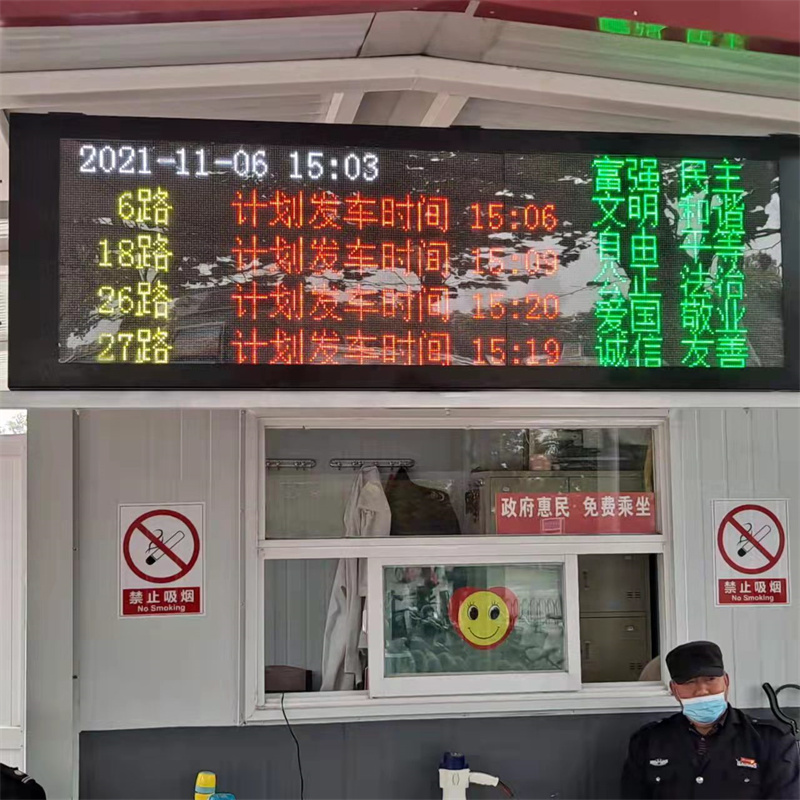 2021-11-06 15:03
6路 计划发车时间 15:06
18路 计划发车时间 15:09
26路 计划发车时间 15:20
27路 计划发车时间 15:19
富强 民主
文明 和谐
自由 平等
公正 法治
爱国 敬业
诚信 友善
政府惠民·免费乘坐
禁止吸烟
No Smoking
禁止吸烟
No Smoking